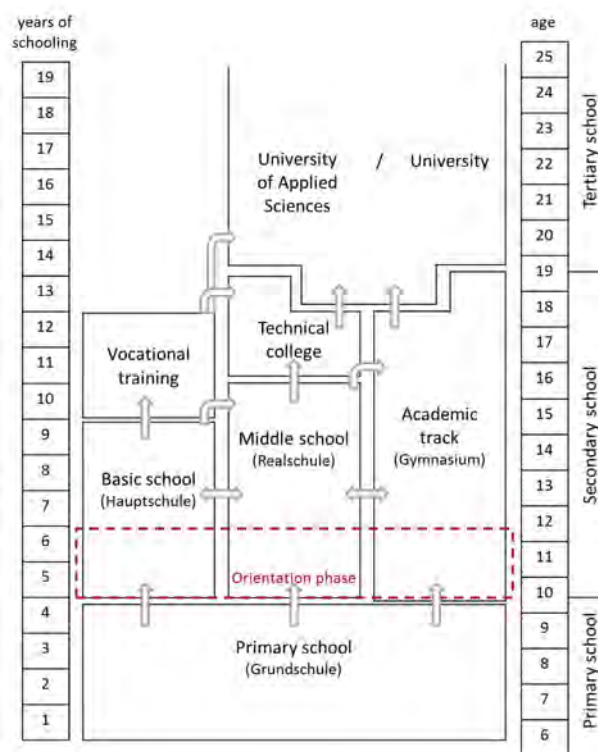 years of
schooling
19
18
17
16
15
14
13
12
11
10
9
8
7
6
5
4
3
2
1
University / University
of Applied
Sciences
Technical
college
Vocational
training
Academic
track
(Gymnasium)
Middle school
(Realschule)
Basic school
(Hauptschule)
Orientation phase
Primary school
(Grundschule)
age
25
24
23
22
21
20
19
18
17
16
15
14
13
12
11
10
9
8
7
6
Tertiary school
Secondary school
Primary school